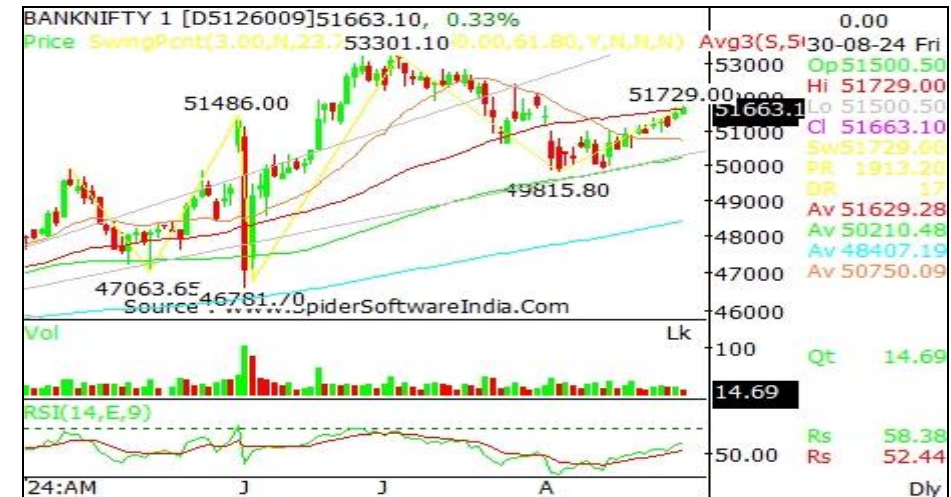 BANKNIFTY 1 [D5126009]51663.10, 0.33%
Price SwingPcnt(3.00,N,23.7 0.00,61.80,Y,N,N,N) Avg3(S,5
53301.10
51486.00
51729.00
49815.80
47063.65
46781.70
Source : www.SpiderSoftwareIndia.Com
53000
51663.1
51000
50000
49000
48000
47000
46000
0.00
30-08-24 Fri
Op 51500.50
Hi 51729.00
Lo 51500.50
Cl 51663.10
Sw 51729.00
PR 1913.20
DR 17
Av 51629.28
Av 50210.48
Av 48407.19
Av 50750.09
Vol
Lk
100
14.69
Qt 14.69
RSI(14,E,9)
50.00
Rs 58.38
Rs 52.44
'24:AM J J A
Dly